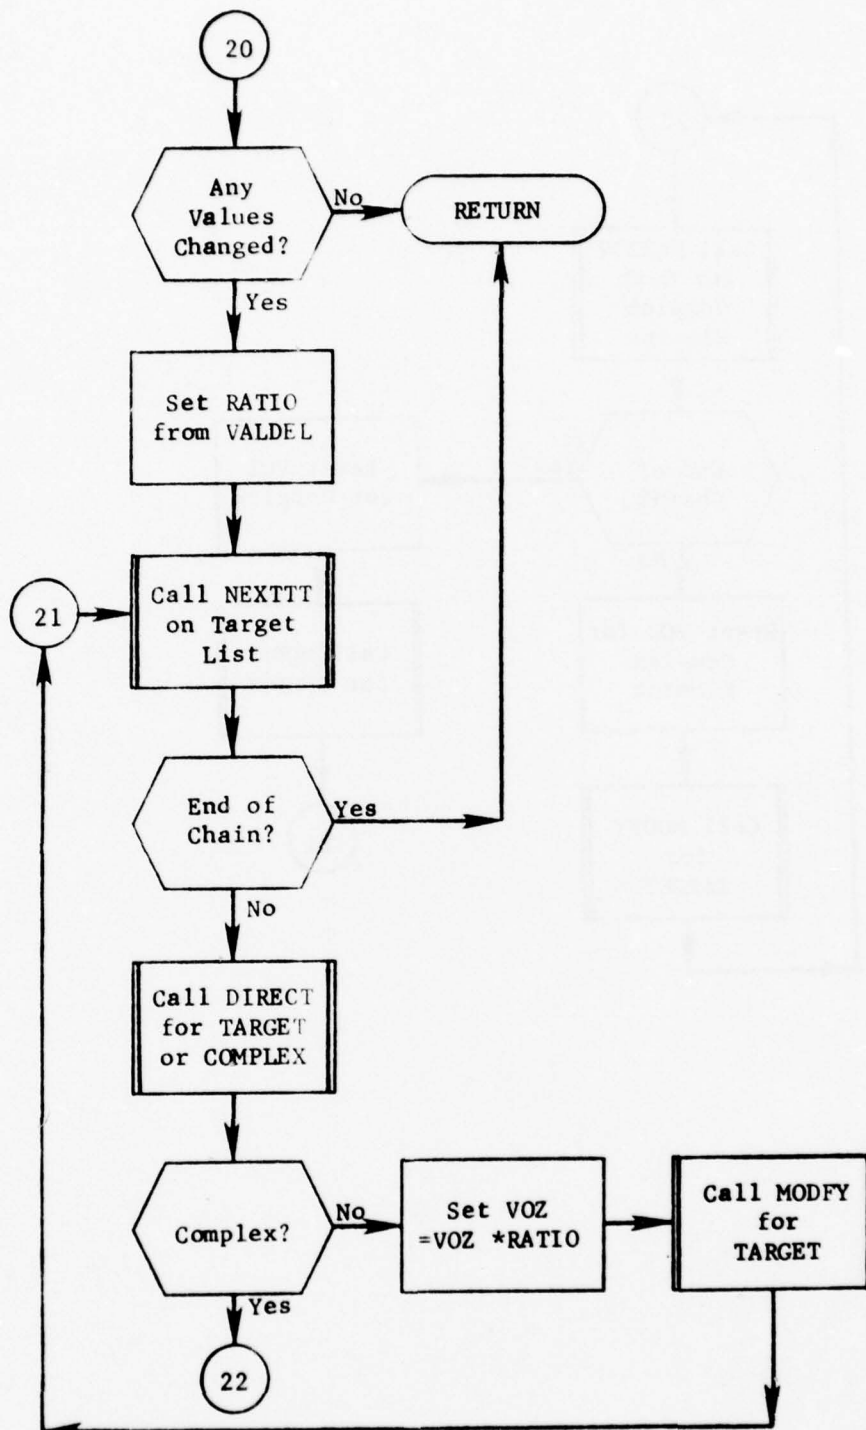 20
Any
Values
Changed?
No
RETURN
Yes
Set RATIO
from VALDEL
21
Call NEXTTT
on Target
List
End of
Chain?
Yes
No
Call DIRECT
for TARGET
or COMPLEX
Complex?
No
Set VOZ
=VOZ *RATIO
Call MODFY
for
TARGET
Yes
22